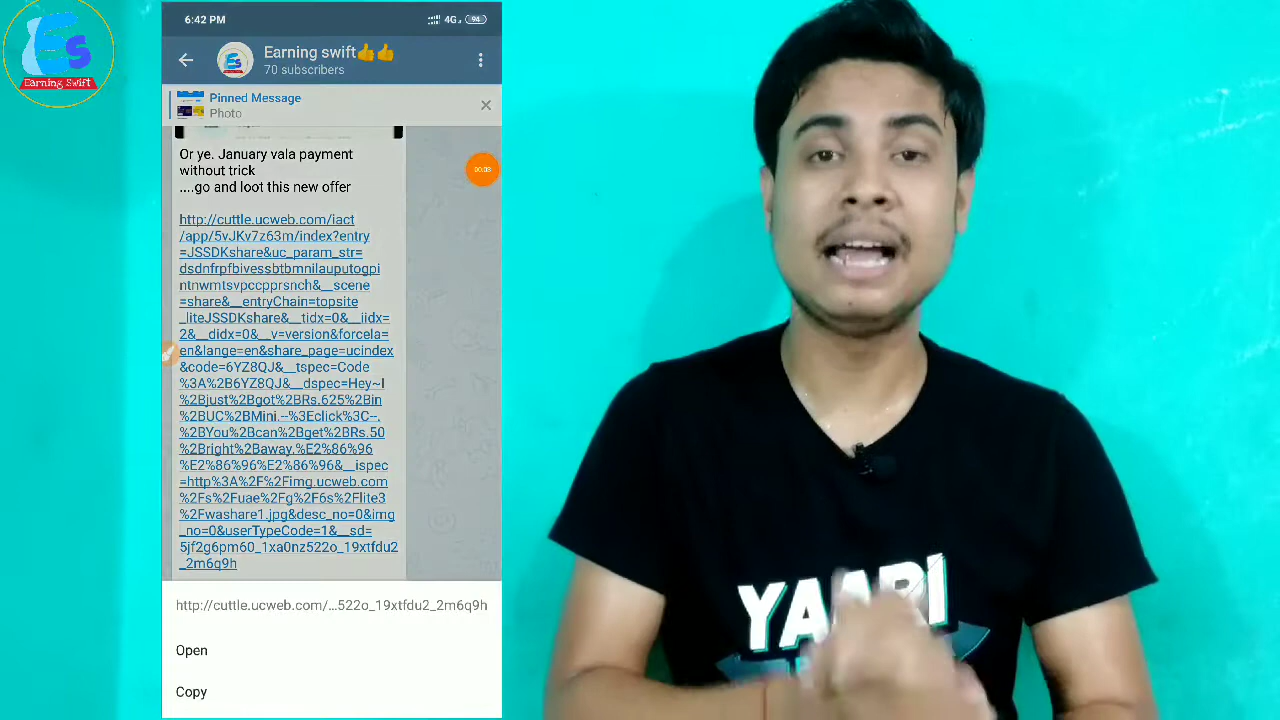 Es
Earning Swift
6:42 PM
4G
94
Earning swift👍👍
70 subscribers
Pinned Message
Photo
Or ye. January vala payment
without trick
....go and loot this new offer
http://cuttle.ucweb.com/iact
/app/5vJKv7z63m/index?entry
=JSSDKshare&uc_param_str=
dsdnfrpfbivessbtbmnilauputogpi
ntnwmtsvpccpprsnch&__scene
=share&__entryChain=topsite
_liteJSSDKshare&__tidx=0&__iidx=
2&__didx=0&__v=version&forcela=
en&lange=en&share_page=ucindex
&code=6YZ8QJ&__tspec=Code
%3A%2B6YZ8QJ&__dspec=Hey~I
%2Bjust%2Bgot%2BRs.625%2Bin
%2BUC%2BMini.--%3Eclick%3C--.
%2BYou%2Bcan%2Bget%2BRs.50
%2Bright%2Baway.%E2%86%96
%E2%86%96%E2%86%96&__ispec
=http%3A%2F%2Fimg.ucweb.com
%2Fs%2Fuae%2Fg%2F6s%2Flite3
%2Fwashare1.jpg&desc_no=0&img
_no=0&userTypeCode=1&__sd=
5jf2g6pm60_1xa0nz522o_19xtfdu2
_2m6q9h
http://cuttle.ucweb.com/...522o_19xtfdu2_2m6q9h
Open
Copy
YAARI